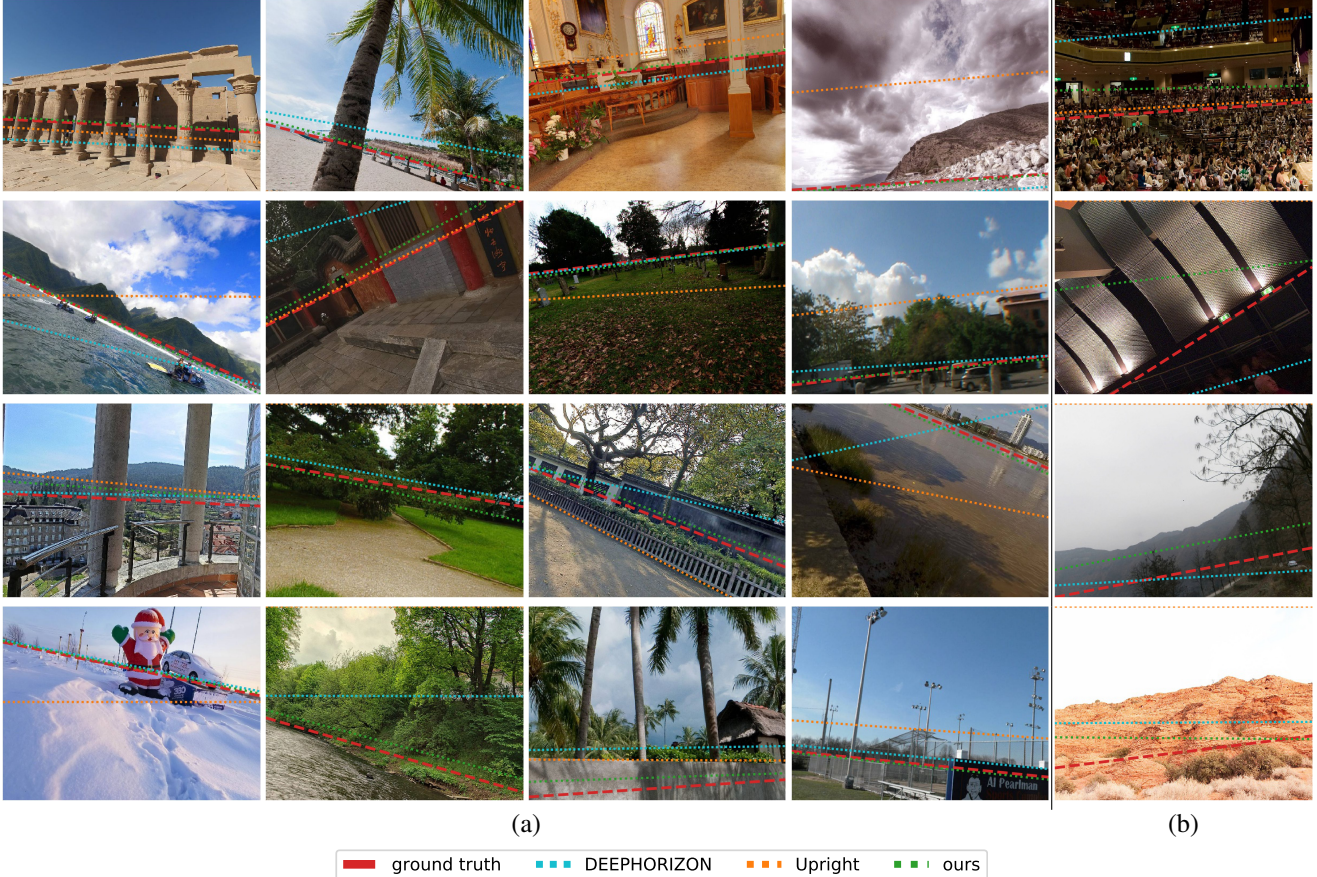 Al Pearlman
(a)
(b)
ground truth
DEEPHORIZON
Upright
ours